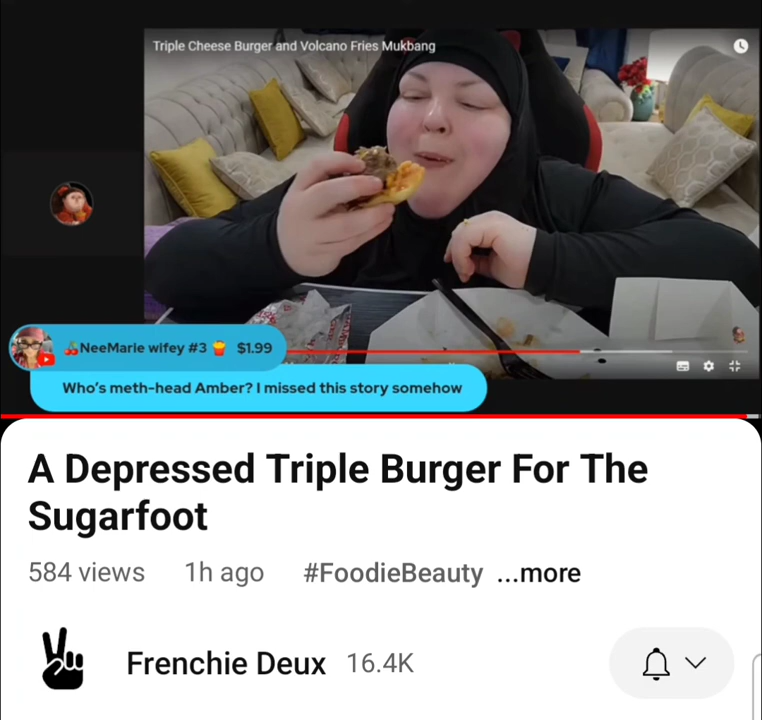 Triple Cheese Burger and Volcano Fries Mukbang
🍒NeeMarie wifey #3 🍟 $1.99
Who's meth-head Amber? I missed this story somehow
A Depressed Triple Burger For The
Sugarfoot
584 views 1h ago #FoodieBeauty ...more
Frenchie Deux 16.4K